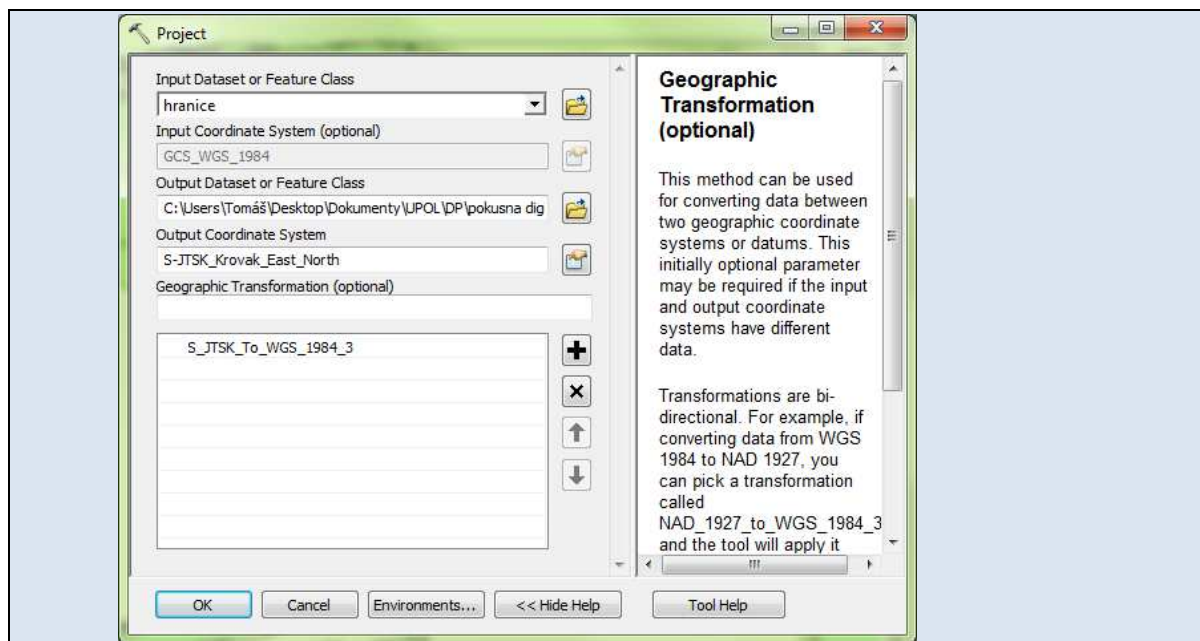 Project
Input Dataset or Feature Class
hranice
Input Coordinate System (optional)
GCS_WGS_1984
Output Dataset or Feature Class
C:\Users\Tomáš\Desktop\Dokumenty\UPOL\DP\pokusna dig
Output Coordinate System
S-JTSK_Krovak_East_North
Geographic Transformation (optional)
S_JTSK_To_WGS_1984_3
OK
Cancel
Environments...
<< Hide Help
Geographic
Transformation
(optional)
This method can be used
for converting data between
two geographic coordinate
systems or datums. This
initially optional parameter
may be required if the input
and output coordinate
systems have different
data.
Transformations are bi-
directional. For example, if
converting data from WGS
1984 to NAD 1927, you
can pick a transformation
called
NAD_1927_to_WGS_1984_3
and the tool will apply it
Tool Help